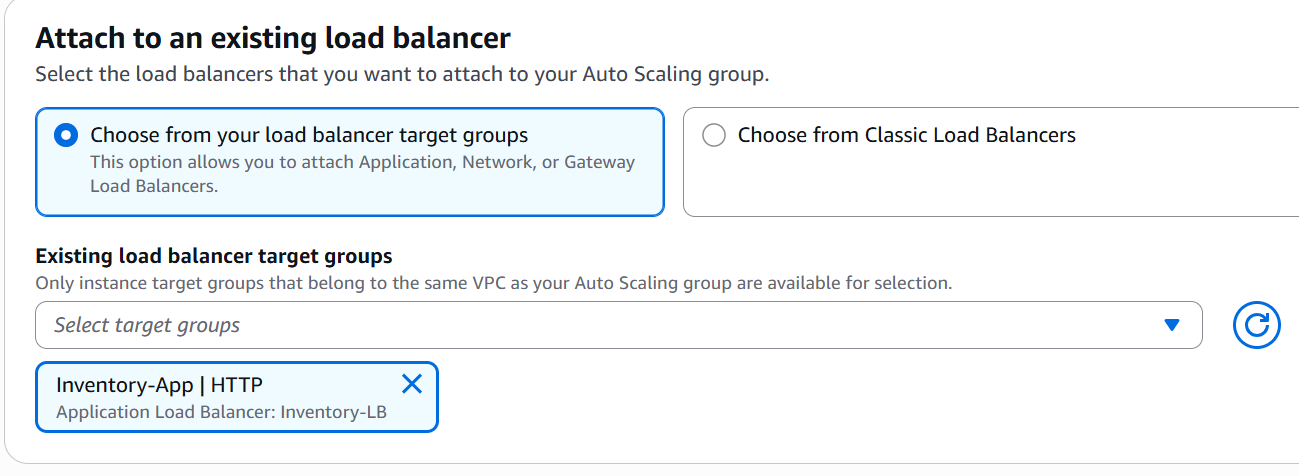 Attach to an existing load balancer
Select the load balancers that you want to attach to your Auto Scaling group.
Choose from your load balancer target groups
This option allows you to attach Application, Network, or Gateway
Load Balancers.
Choose from Classic Load Balancers
Existing load balancer target groups
Only instance target groups that belong to the same VPC as your Auto Scaling group are available for selection.
Select target groups
Inventory-App | HTTP
Application Load Balancer: Inventory-LB